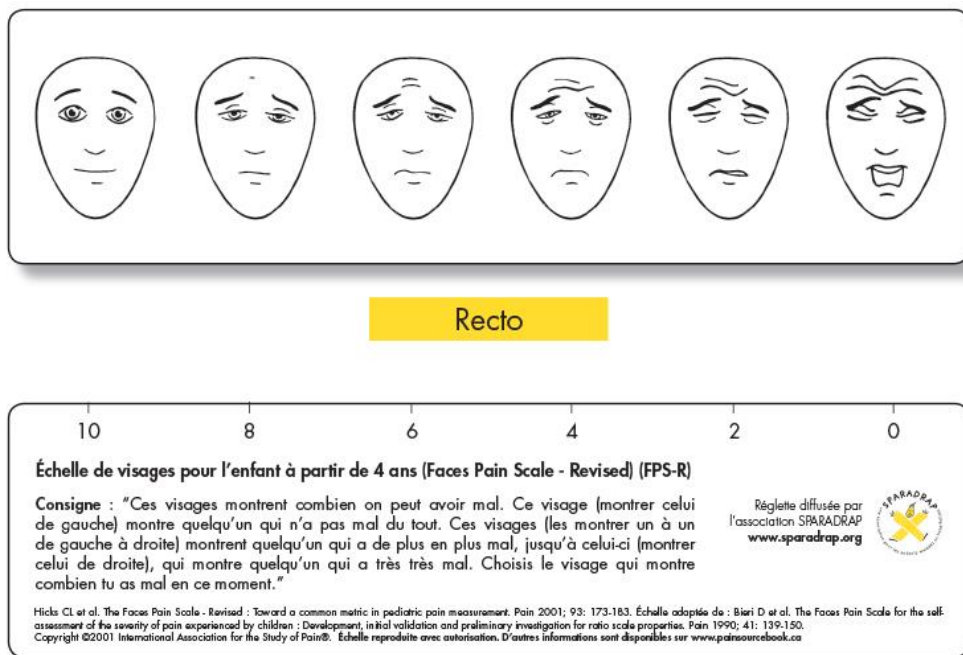 Recto
10 8 6 4 2 0
Échelle de visages pour l'enfant à partir de 4 ans (Faces Pain Scale - Revised) (FPS-R)
Consigne : "Ces visages montrent combien on peut avoir mal. Ce visage (montrer celui
de gauche) montre quelqu'un qui n'a pas mal du tout. Ces visages (les montrer un à un
de gauche à droite) montrent quelqu'un qui a de plus en plus mal, jusqu'à celui-ci (montrer
celui de droite), qui montre quelqu'un qui a très très mal. Choisis le visage qui montre
combien tu as mal en ce moment."
Réglette diffusée par
l'association SPARADRAP
www.sparadrap.org
SPARADRAP
Hicks CL et al. The Faces Pain Scale - Revised : Toward a common metric in pediatric pain measurement. Pain 2001; 93: 173-183. Échelle adaptée de : Bieri D et al. The Faces Pain Scale for the self-
assessment of the severity of pain experienced by children : Development, initial validation and preliminary investigation for ratio scale properties. Pain 1990; 41: 139-150.
Copyright ©2001 International Association for the Study of Pain®. Échelle reproduite avec autorisation. D'autres informations sont disponibles sur www.painsourcebook.ca